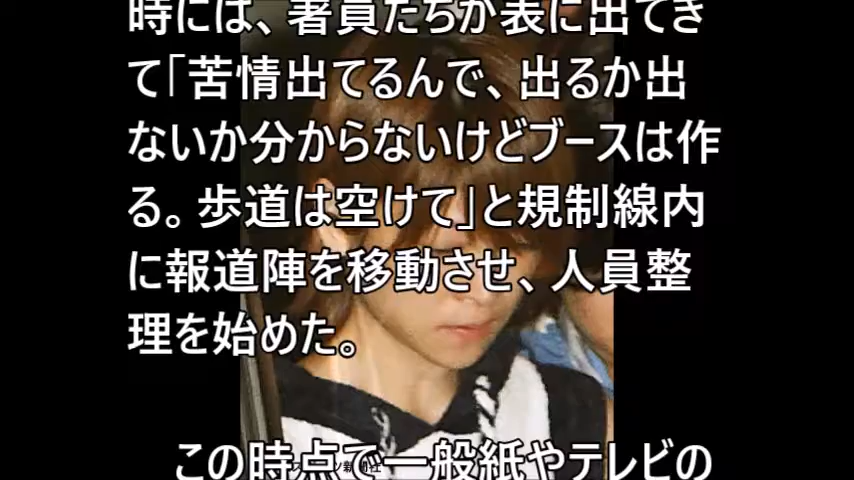 時には、署員たちが表に出てき
て「苦情出てるんで、出るか出
ないか分からないけどブースは作
る。歩道は空けて」と規制線内
に報道陣を移動させ、人員整
理を始めた。
この時点で一般紙やテレビの